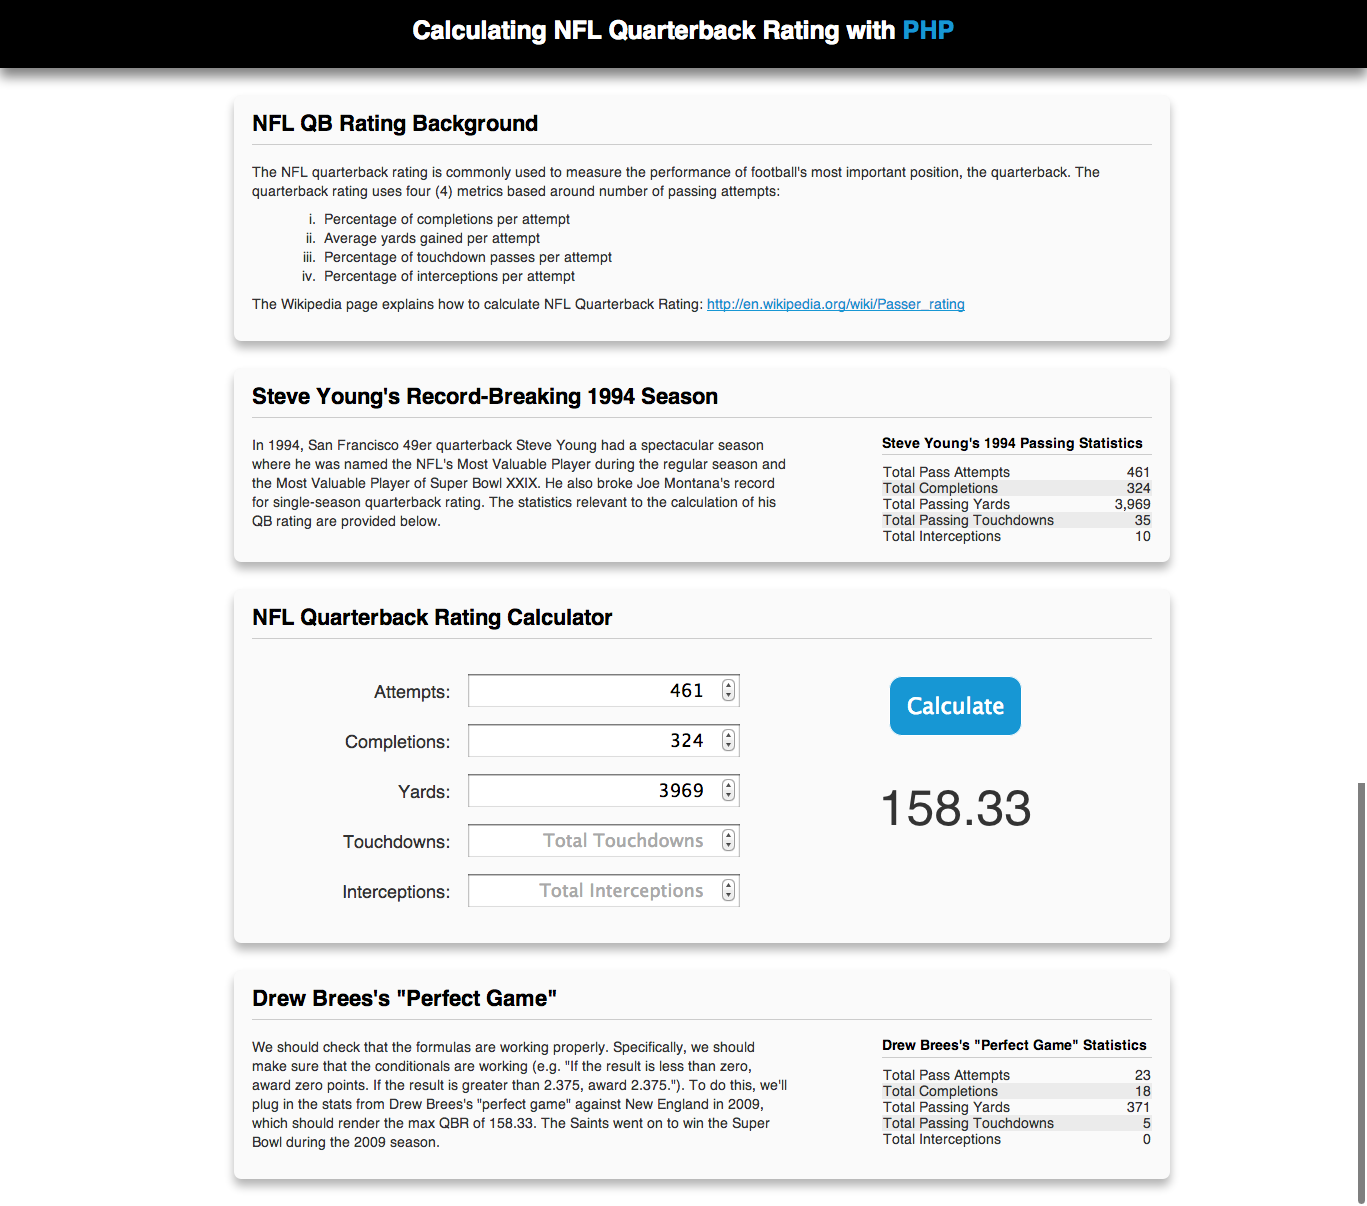 Calculating NFL Quarterback Rating with PHP
NFL QB Rating Background
The NFL quarterback rating is commonly used to measure the performance of football's most important position, the quarterback. The
quarterback rating uses four (4) metrics based around number of passing attempts:
i. Percentage of completions per attempt
ii. Average yards gained per attempt
iii. Percentage of touchdown passes per attempt
iv. Percentage of interceptions per attempt
The Wikipedia page explains how to calculate NFL Quarterback Rating: http://en.wikipedia.org/wiki/Passer_rating
Steve Young's Record-Breaking 1994 Season
In 1994, San Francisco 49er quarterback Steve Young had a spectacular season
where he was named the NFL's Most Valuable Player during the regular season and
the Most Valuable Player of Super Bowl XXIX. He also broke Joe Montana's record
for single-season quarterback rating. The statistics relevant to the calculation of his
QB rating are provided below.
Steve Young's 1994 Passing Statistics
Total Pass Attempts 461
Total Completions 324
Total Passing Yards 3,969
Total Passing Touchdowns 35
Total Interceptions 10
NFL Quarterback Rating Calculator
Attempts: 461
Completions: 324
Yards: 3969
Touchdowns: Total Touchdowns
Interceptions: Total Interceptions
Calculate
158.33
Drew Brees's "Perfect Game"
We should check that the formulas are working properly. Specifically, we should
make sure that the conditionals are working (e.g. "If the result is less than zero,
award zero points. If the result is greater than 2.375, award 2.375."). To do this, we'll
plug in the stats from Drew Brees's "perfect game" against New England in 2009,
which should render the max QBR of 158.33. The Saints went on to win the Super
Bowl during the 2009 season.
Drew Brees's "Perfect Game" Statistics
Total Pass Attempts 23
Total Completions 18
Total Passing Yards 371
Total Passing Touchdowns 5
Total Interceptions 0